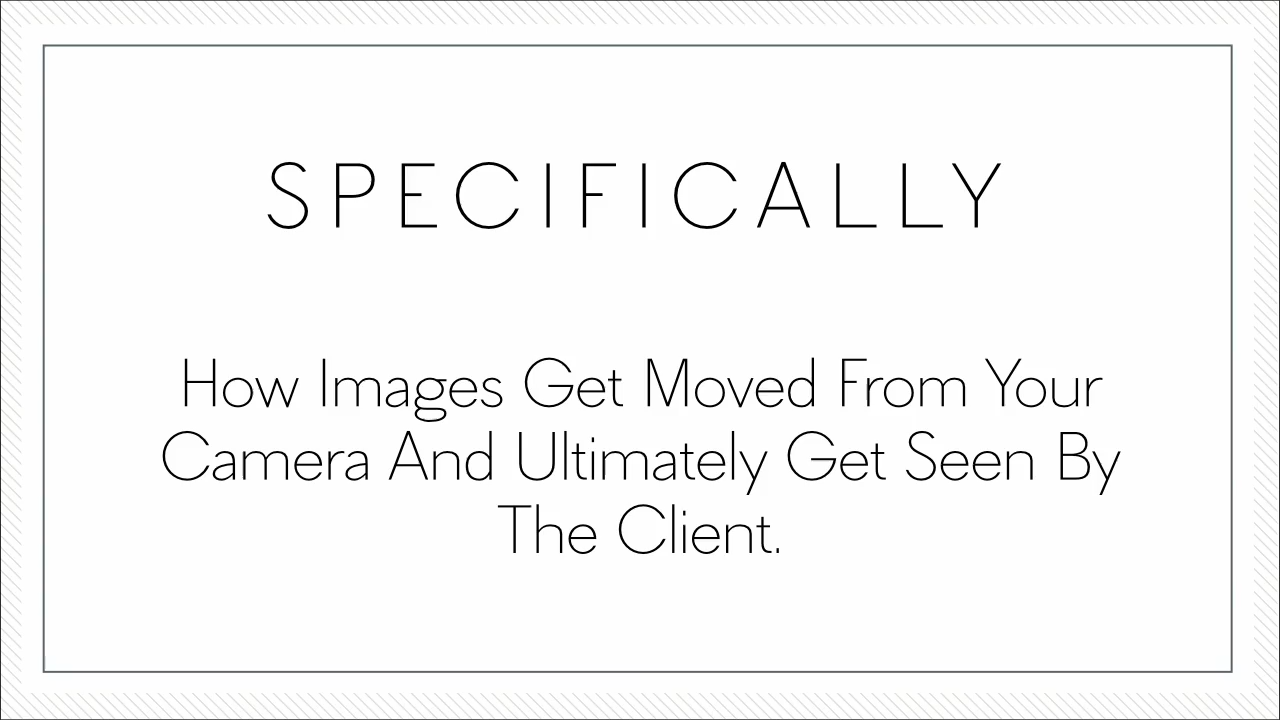 SPECIFICALLY
How Images Get Moved From Your
Camera And Ultimately Get Seen By
The Client.